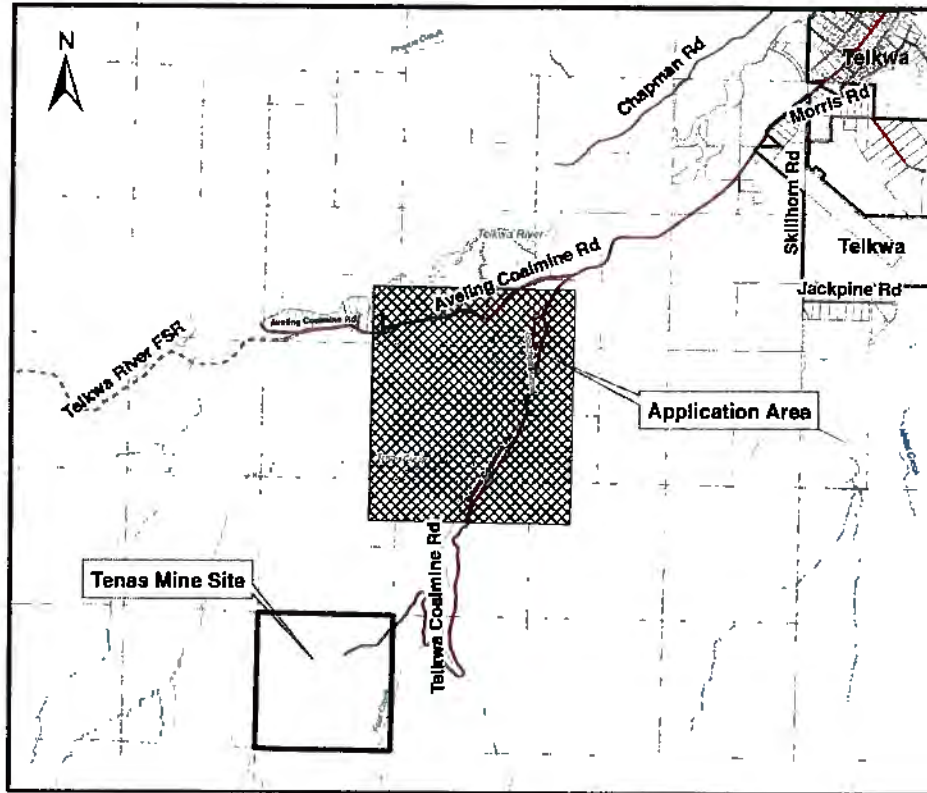 N
Chapman Rd
Telkwa
Morris Rd
Skillhorn Rd
Telkwa River
Telkwa
Aveling Coalmine Rd
Jackpine Rd
Aveling Coalmine Rd
Telkwa River FSR
Application Area
Telkwa Coalmine Rd
Tenas Mine Site